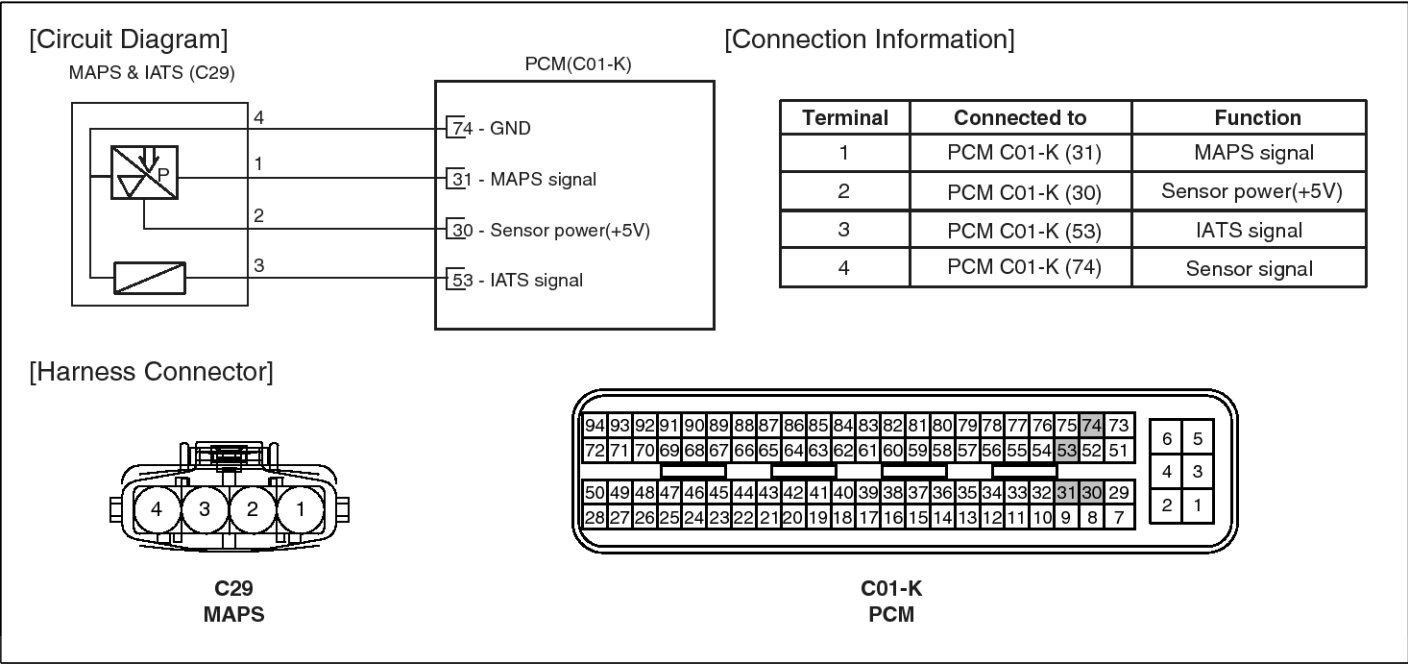 [Circuit Diagram]
MAPS & IATS (C29)
PCM(C01-K)
4
74 - GND
P
1
31 - MAPS signal
2
30 - Sensor power(+5V)
3
53 - IATS signal
[Connection Information]
Terminal Connected to Function
1 PCM C01-K (31) MAPS signal
2 PCM C01-K (30) Sensor power(+5V)
3 PCM C01-K (53) IATS signal
4 PCM C01-K (74) Sensor signal
[Harness Connector]
4 3 2 1
C29
MAPS
94 93 92 91 90 89 88 87 86 85 84 83 82 81 80 79 78 77 76 75 74 73
72 71 70 69 68 67 66 65 64 63 62 61 60 59 58 57 56 55 54 53 52 51
50 49 48 47 46 45 44 43 42 41 40 39 38 37 36 35 34 33 32 31 30 29
28 27 26 25 24 23 22 21 20 19 18 17 16 15 14 13 12 11 10 9 8 7
6 5
4 3
2 1
C01-K
PCM